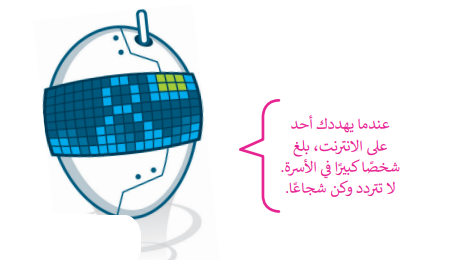 عندما يهددك أحد
على الانترنت، بلغ
شخصًا كبيرًا في الأسرة.
لا تتردد وكن شجاعًا.